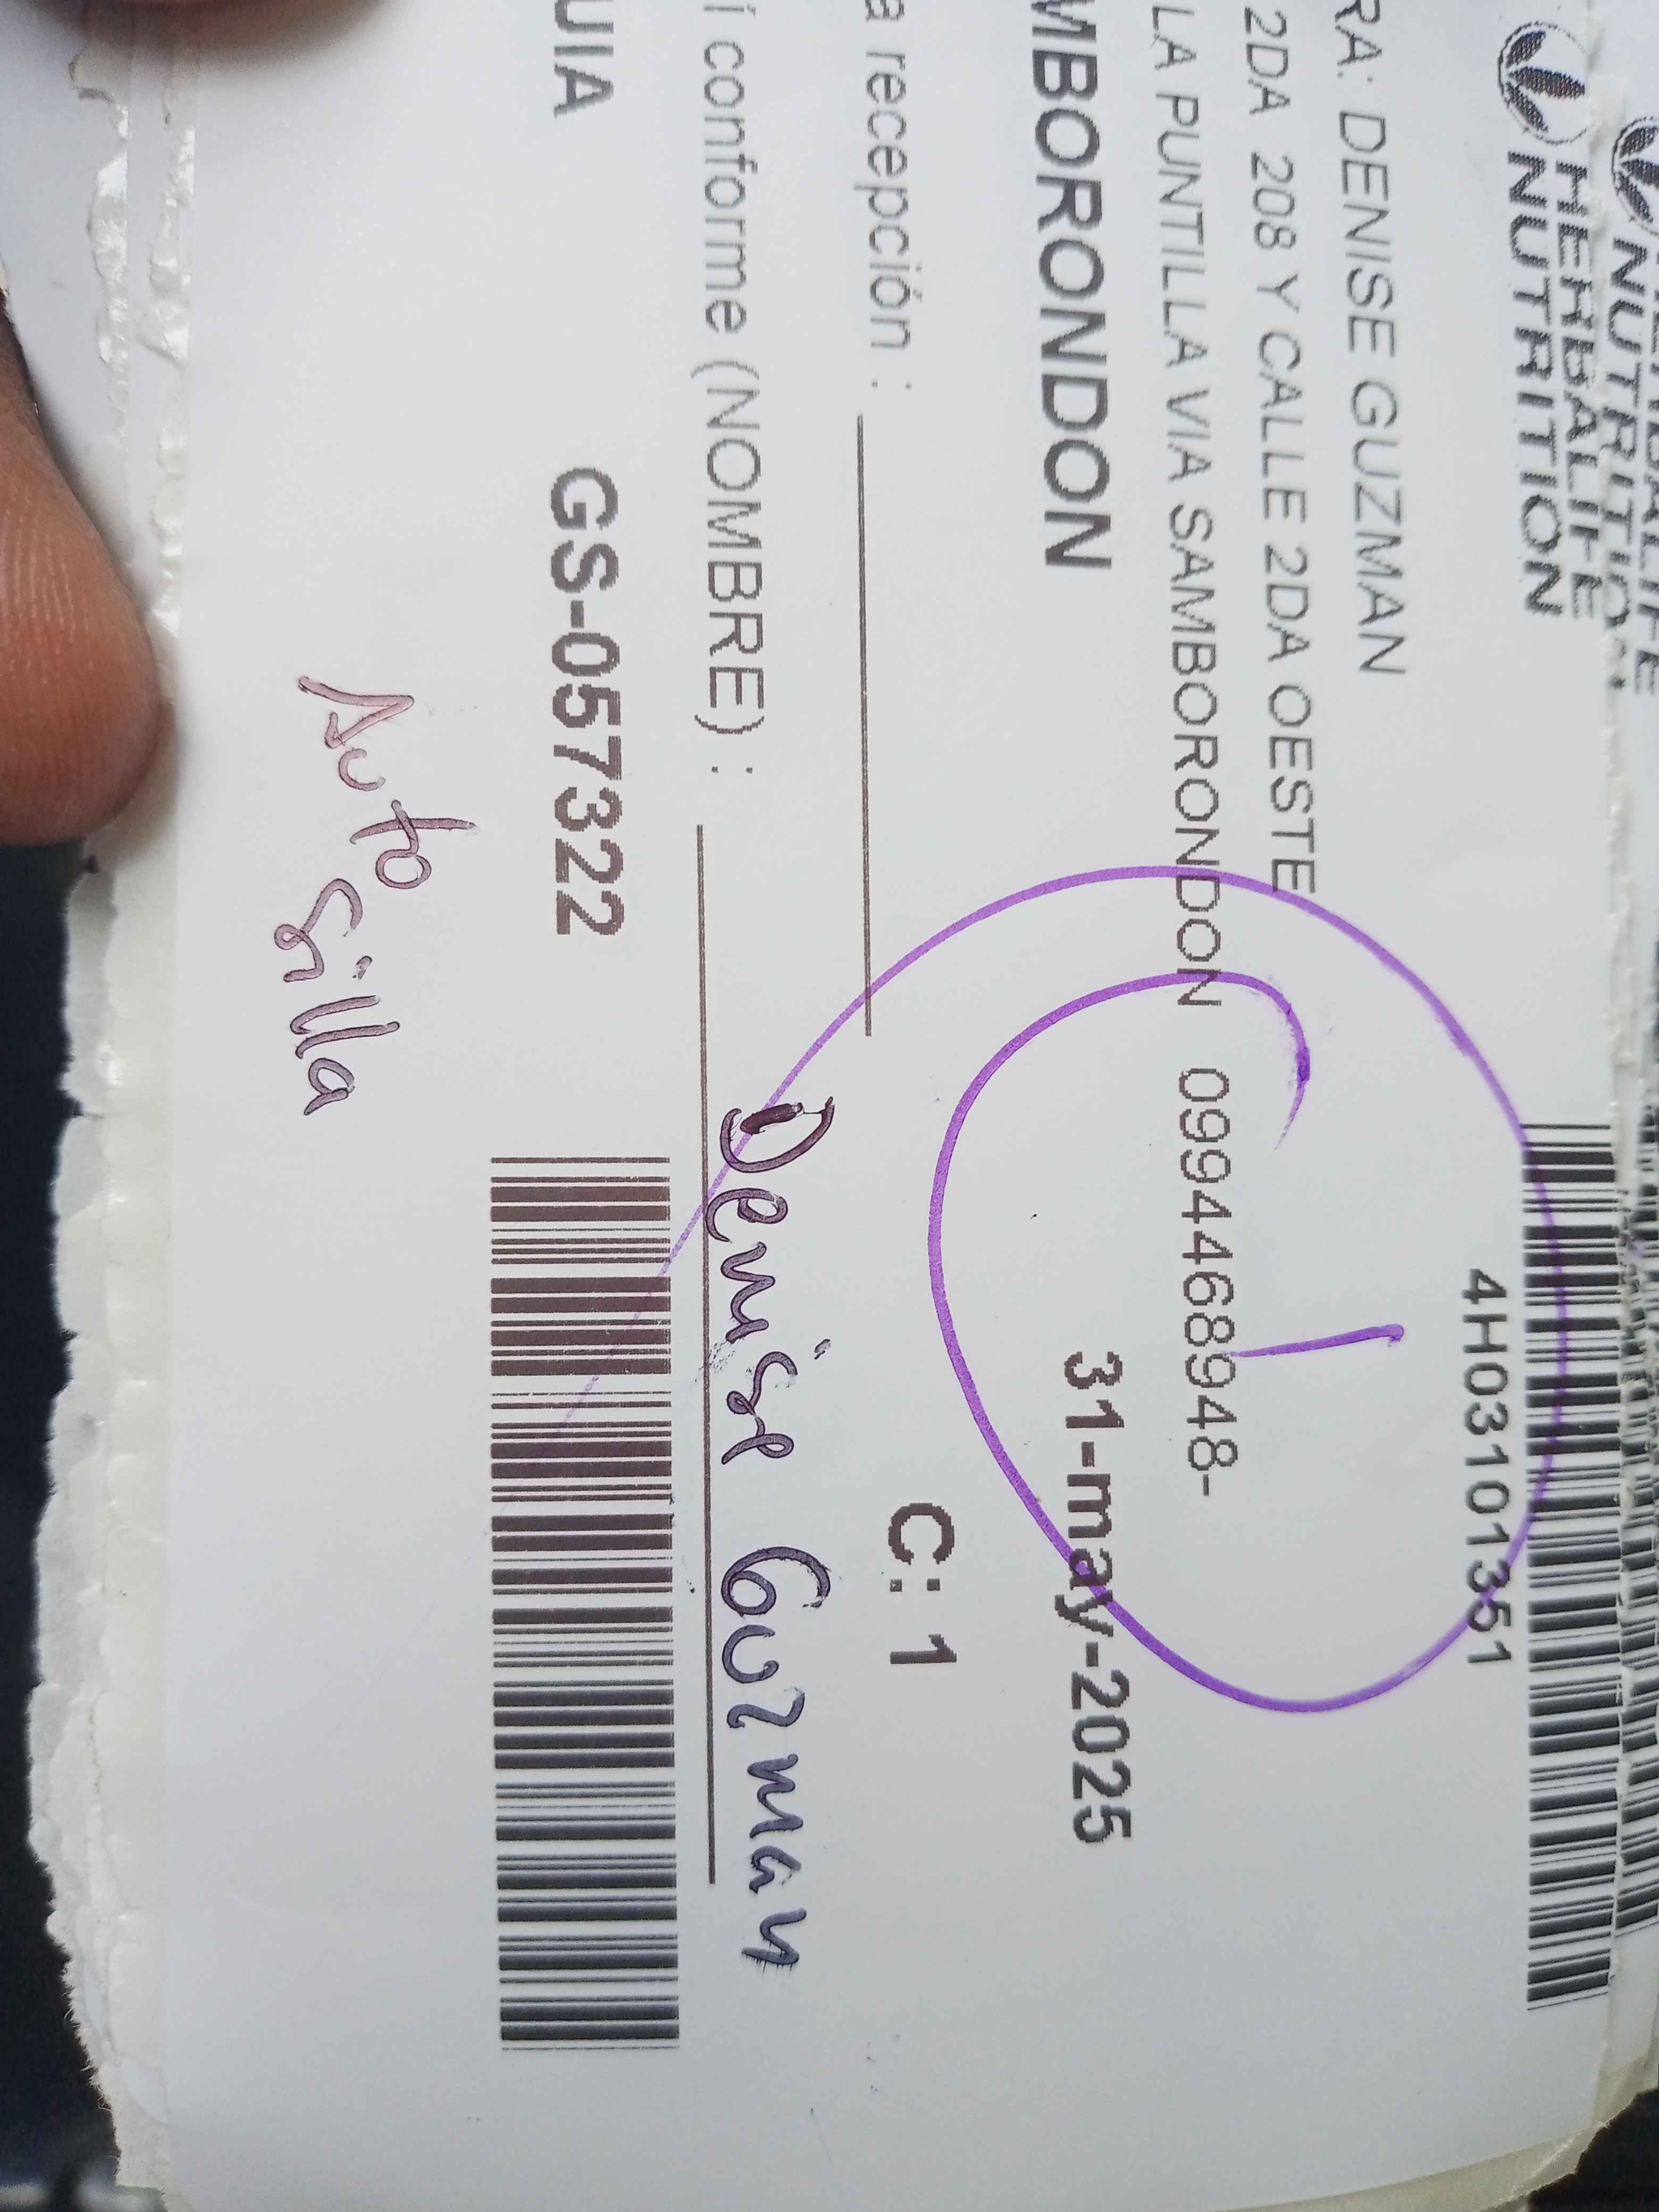 HERBALIFE
NUTRITION
HERBALIFE
NUTRITION
4H03101351
RA: DENISE GUZMAN
2DA 208 Y CALLE 2DA OESTE
LA PUNTILLA VIA SAMBORONDON 0994468948-
MBORONDON 31-may-2025
a recepción :
C: 1
í conforme (NOMBRE) : Denise Guzman
UIA GS-057322
Auto
Silla